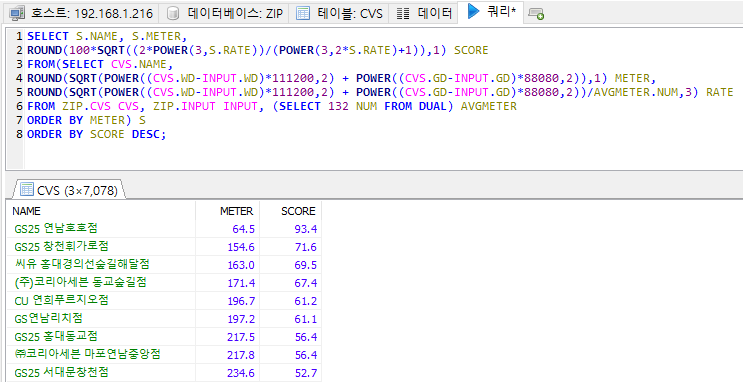 호스트: 192.168.1.216 데이터베이스: ZIP 테이블: CVS 데이터 쿼리*
1 SELECT S.NAME, S.METER,
2 ROUND(100*SQRT((2*POWER(3,S.RATE))/(POWER(3,2*S.RATE)+1)),1) SCORE
3 FROM(SELECT CVS.NAME,
4 ROUND(SQRT(POWER((CVS.WD-INPUT.WD)*111200,2) + POWER((CVS.GD-INPUT.GD)*88080,2)),1) METER,
5 ROUND(SQRT(POWER((CVS.WD-INPUT.WD)*111200,2) + POWER((CVS.GD-INPUT.GD)*88080,2))/AVGMETER.NUM,3) RATE
6 FROM ZIP.CVS CVS, ZIP.INPUT INPUT, (SELECT 132 NUM FROM DUAL) AVGMETER
7 ORDER BY METER) S
8 ORDER BY SCORE DESC;
CVS (3×7,078)
NAME METER SCORE
GS25 연남호호점 64.5 93.4
GS25 창천휘가로점 154.6 71.6
씨유 홍대경의선숲길해달점 163.0 69.5
(주)코리아세븐 동교숲길점 171.4 67.4
CU 연희푸르지오점 196.7 61.2
GS연남리치점 197.2 61.1
GS25 홍대동교점 217.5 56.4
㈜코리아세븐 마포연남중앙점 217.8 56.4
GS25 서대문창천점 234.6 52.7